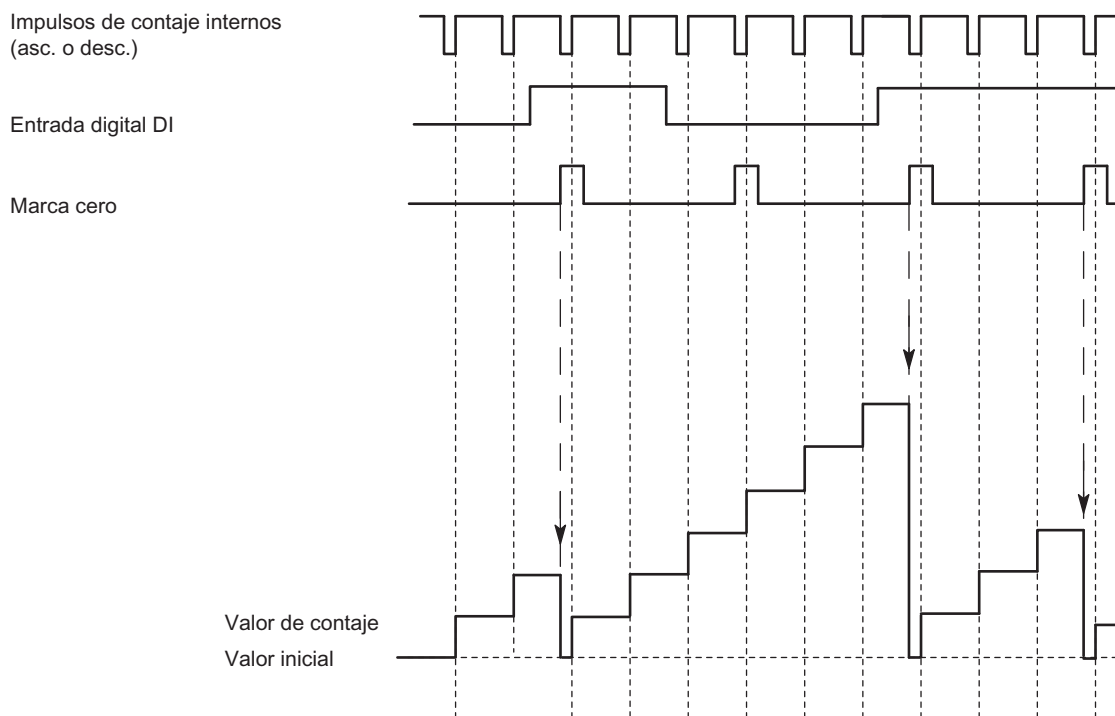 Impulsos de contaje internos
(asc. o desc.)
Entrada digital DI
Marca cero
Valor de contaje
Valor inicial